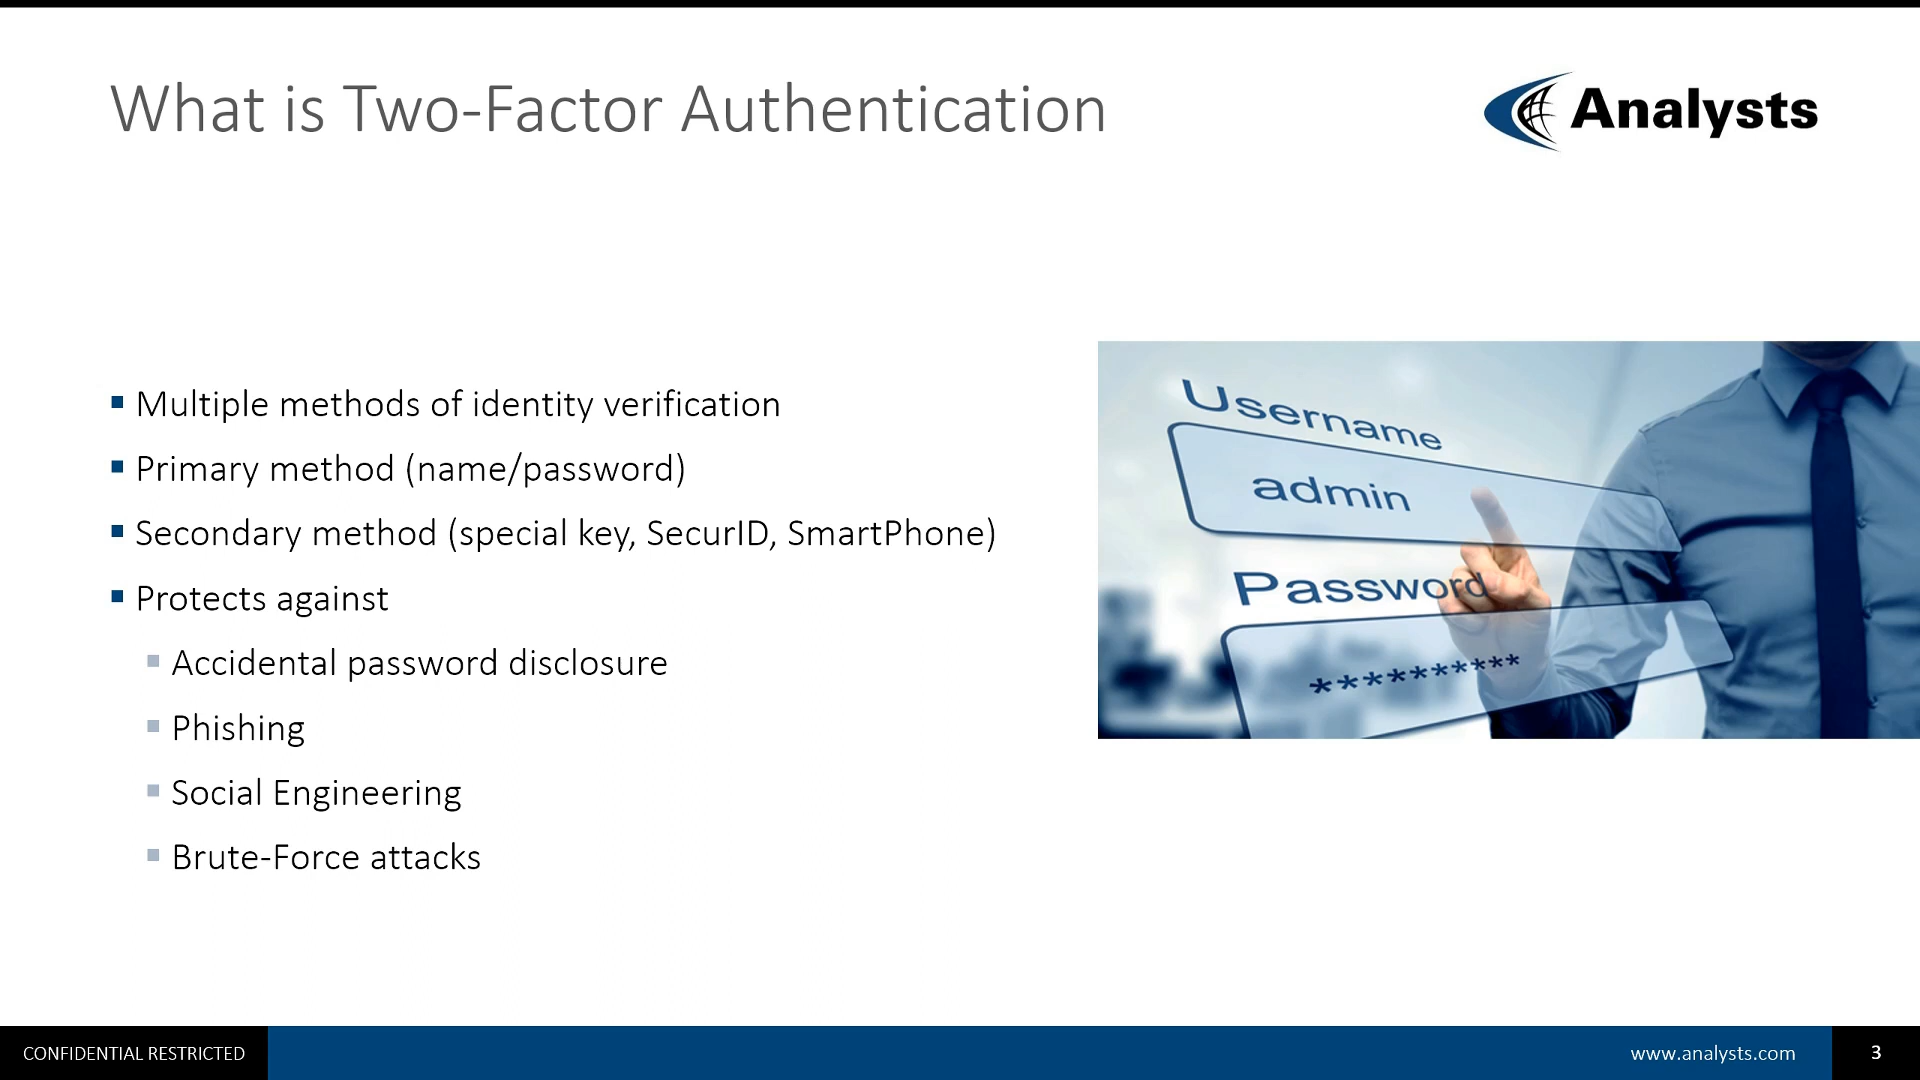 What is Two-Factor Authentication
Analysts
▪ Multiple methods of identity verification
▪ Primary method (name/password)
▪ Secondary method (special key, SecurID, SmartPhone)
▪ Protects against
▪ Accidental password disclosure
▪ Phishing
▪ Social Engineering
▪ Brute-Force attacks
Username
admin
Password
**********
CONFIDENTIAL RESTRICTED
www.analysts.com
3